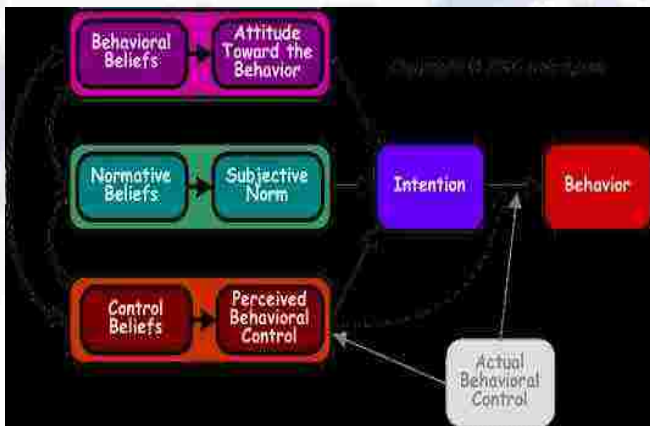 Behavioral
Beliefs
Attitude
Toward the
Behavior
Normative
Beliefs
Subjective
Norm
Intention
Behavior
Control
Beliefs
Perceived
Behavioral
Control
Actual
Behavioral
Control